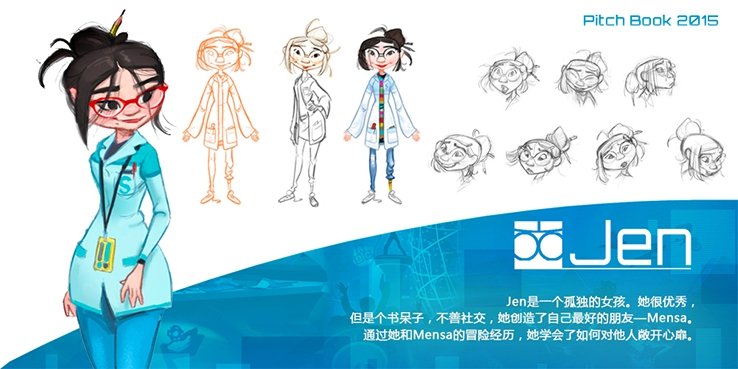 Pitch Book 2015
S
Jen
Jen是一个孤独的女孩。她很优秀，
但是个书呆子，不善社交，她创造了自己最好的朋友—Mensa。
通过她和Mensa的冒险经历，她学会了如何对他人敞开心扉。